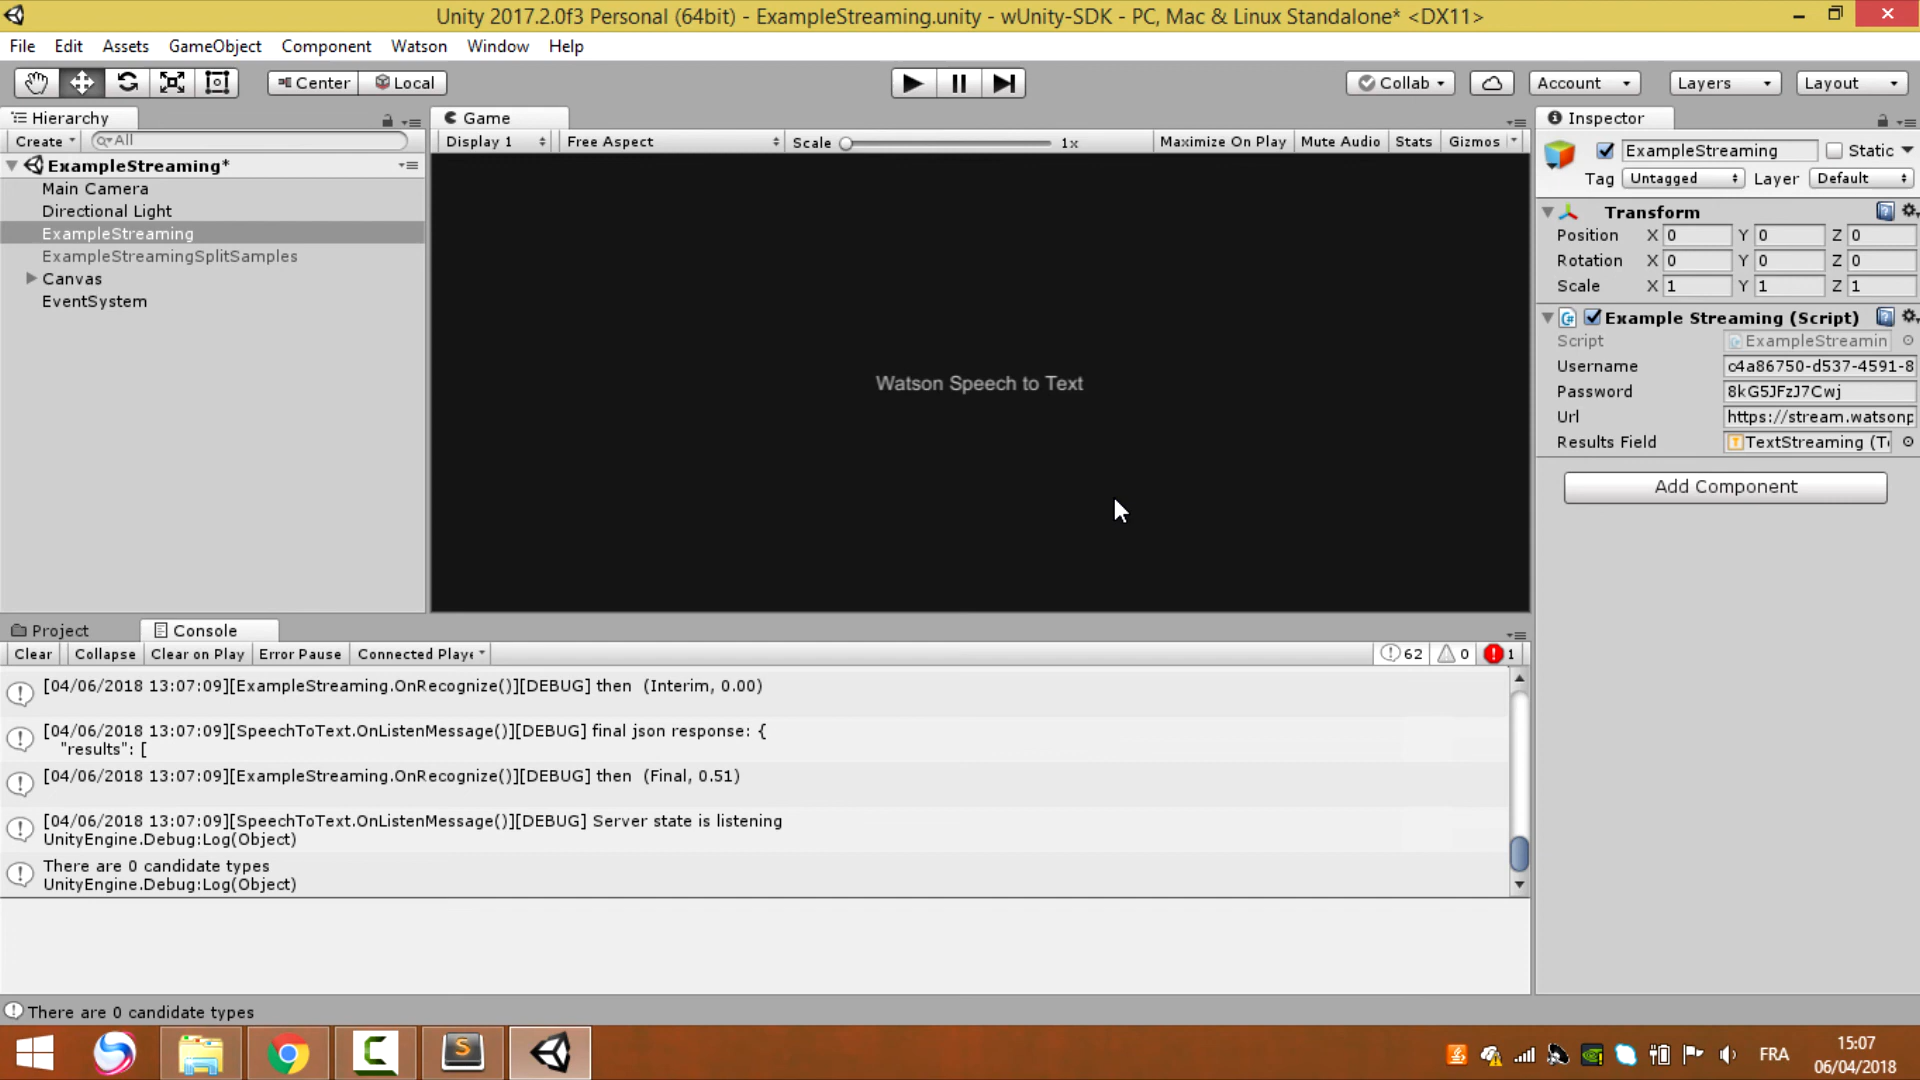 Unity 2017.2.0f3 Personal (64bit) - ExampleStreaming.unity - wUnity-SDK - PC, Mac & Linux Standalone* <DX11>
File Edit Assets GameObject Component Watson Window Help
Center Local Collab Account Layers Layout
Hierarchy
Create All
ExampleStreaming*
Main Camera
Directional Light
ExampleStreaming
ExampleStreamingSplitSamples
Canvas
EventSystem
Game
Display 1 Free Aspect Scale 1x Maximize On Play Mute Audio Stats Gizmos
Watson Speech to Text
Inspector
ExampleStreaming Static
Tag Untagged Layer Default
Transform
Position X 0 Y 0 Z 0
Rotation X 0 Y 0 Z 0
Scale X 1 Y 1 Z 1
Example Streaming (Script)
Script ExampleStreamin
Username c4a86750-d537-4591-8
Password 8kG5JFzJ7Cwj
Url https://stream.watsonp
Results Field TextStreaming (T
Add Component
Project Console
Clear Collapse Clear on Play Error Pause Connected Playe 62 0 1
[04/06/2018 13:07:09][ExampleStreaming.OnRecognize()][DEBUG] then (Interim, 0.00)
[04/06/2018 13:07:09][SpeechToText.OnListenMessage()][DEBUG] final json response: {
"results": [
[04/06/2018 13:07:09][ExampleStreaming.OnRecognize()][DEBUG] then (Final, 0.51)
[04/06/2018 13:07:09][SpeechToText.OnListenMessage()][DEBUG] Server state is listening
UnityEngine.Debug:Log(Object)
There are 0 candidate types
UnityEngine.Debug:Log(Object)
There are 0 candidate types
FRA
15:07
06/04/2018